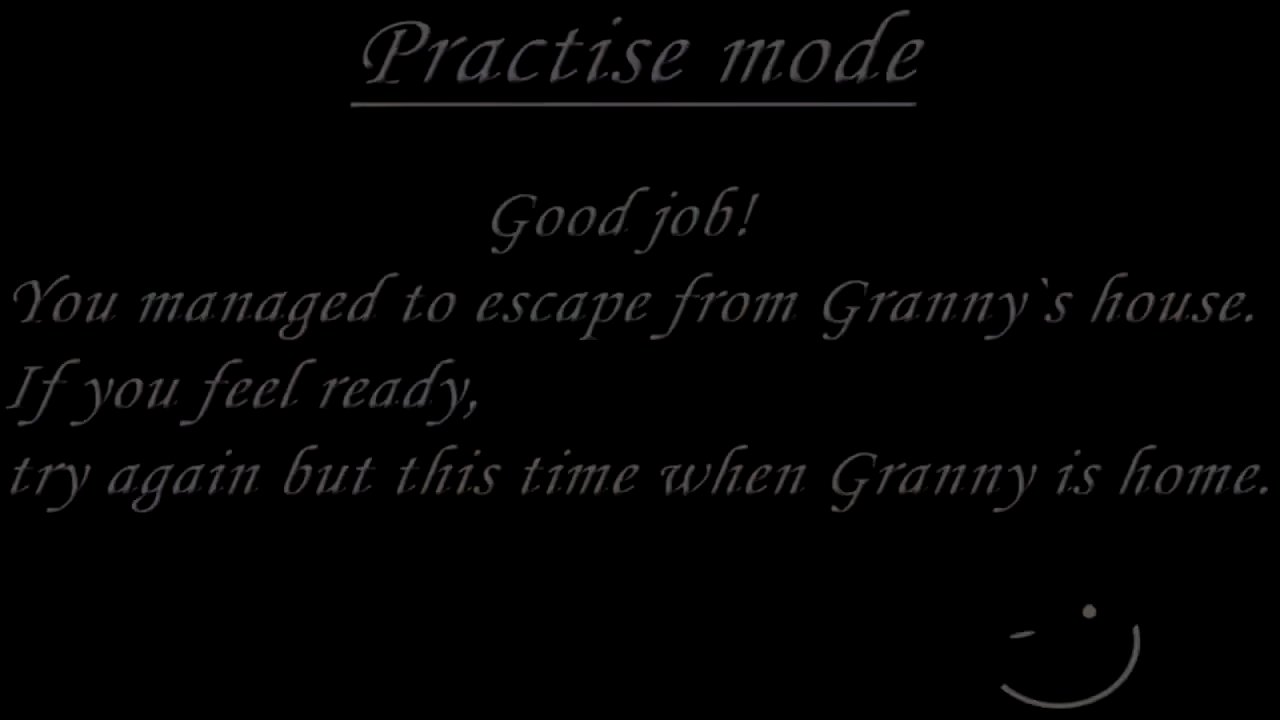 Practise mode
Good job!
You managed to escape from Granny`s house.
If you feel ready,
try again but this time when Granny is home.